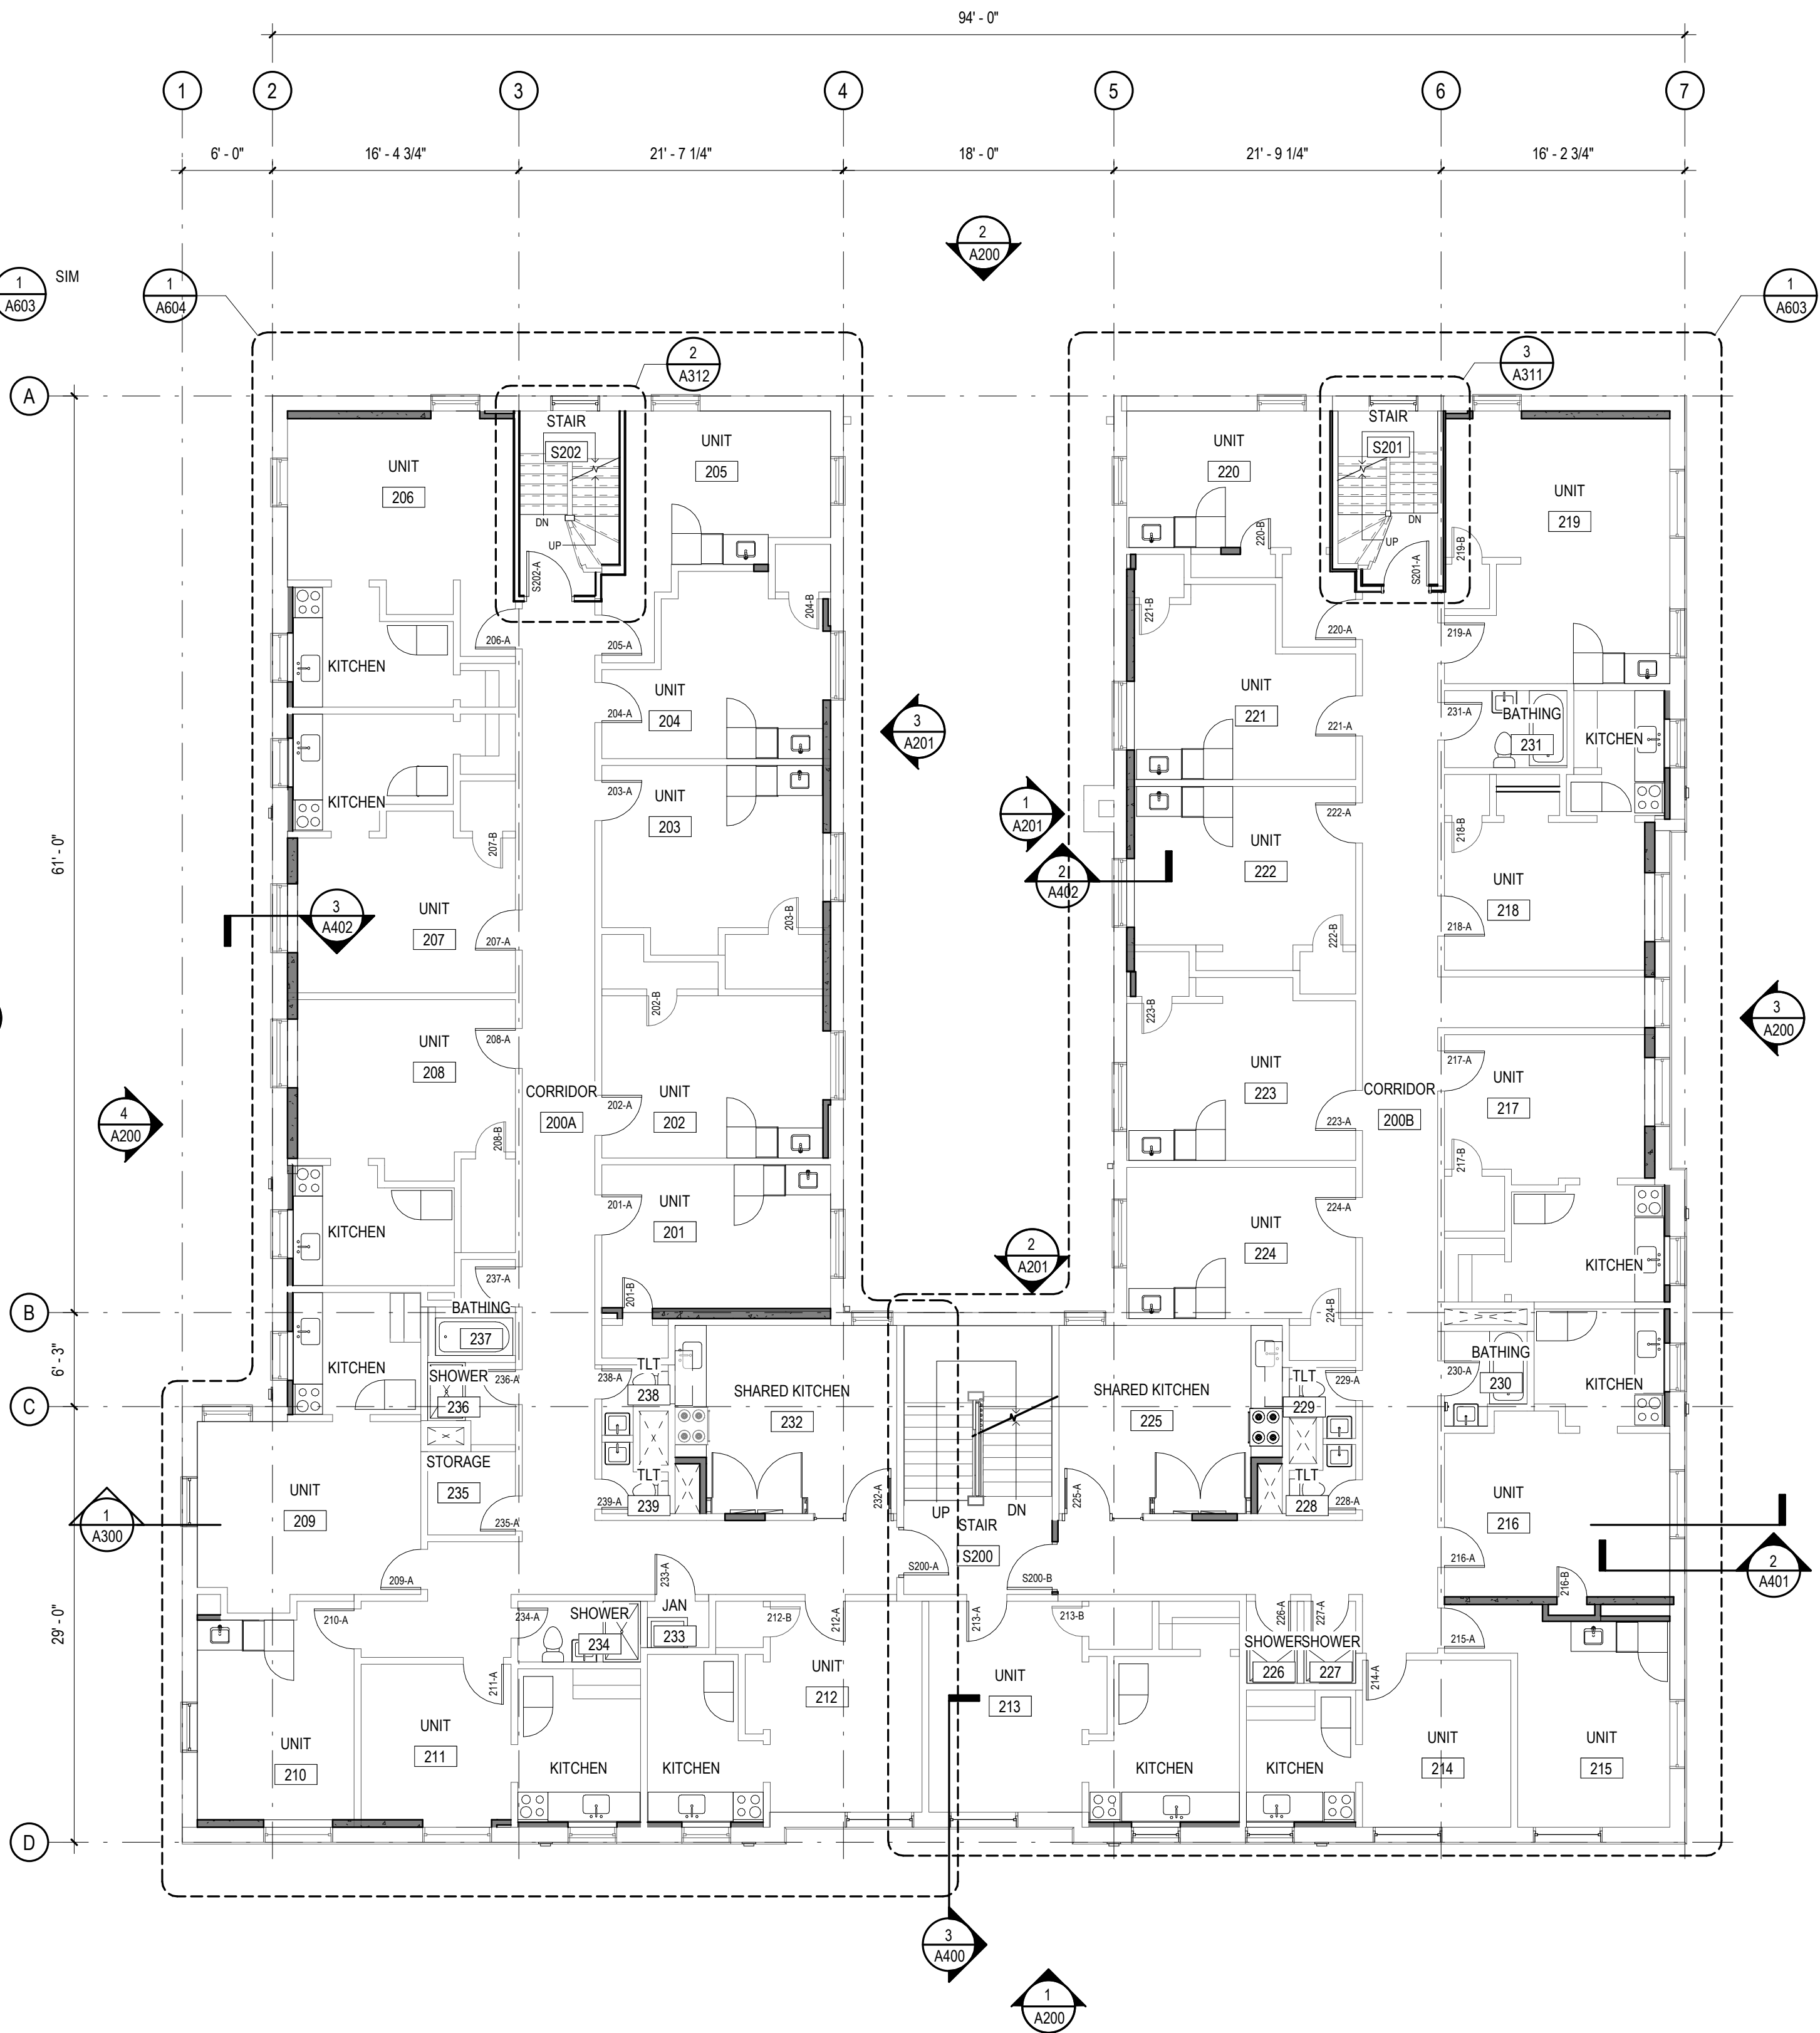 94' - 0"
1
2
3
4
5
6
7
6' - 0"
16' - 4 3/4"
21' - 7 1/4"
18' - 0"
21' - 9 1/4"
16' - 2 3/4"
2
A200
1
A603
SIM
1
A604
1
A603
2
A312
3
A311
A
STAIR
S202
DN
UP
S202-A
UNIT
205
UNIT
206
UNIT
220
220-B
STAIR
S201
DN
UP
S201-A
219-B
UNIT
219
204-B
221-B
206-A
205-A
220-A
219-A
KITCHEN
UNIT
204
204-A
UNIT
221
221-A
231-A
BATHING
231
KITCHEN
3
A201
KITCHEN
203-A
UNIT
203
1
A201
222-A
UNIT
222
218-B
207-B
61' - 0"
2
A402
3
A402
UNIT
207
207-A
203-B
222-B
UNIT
218
218-A
202-B
223-B
3
A200
UNIT
208
208-A
UNIT
223
223-A
217-A
UNIT
217
4
A200
CORRIDOR
200A
202-A
UNIT
202
CORRIDOR
200B
208-B
217-B
KITCHEN
201-A
UNIT
201
224-A
UNIT
224
2
A201
KITCHEN
237-A
201-B
224-B
B
BATHING
237
6' - 3"
KITCHEN
SHOWER
236
236-A
238-A
TLT
238
SHARED KITCHEN
232
SHARED KITCHEN
225
TLT
229
229-A
230-A
BATHING
230
KITCHEN
C
STORAGE
235
235-A
TLT
239
239-A
232-A
225-A
TLT
228
228-A
UNIT
209
UNIT
216
1
A300
UP
DN
STAIR
S200
S200-A
S200-B
209-A
233-A
216-A
216-B
2
A401
29' - 0"
210-A
234-A
SHOWER
234
JAN
233
212-B
212-A
213-A
213-B
226-A
227-A
215-A
SHOWER
226
SHOWER
227
214-A
211-A
UNIT
212
UNIT
213
UNIT
210
UNIT
211
KITCHEN
KITCHEN
KITCHEN
KITCHEN
UNIT
214
UNIT
215
D
3
A400
1
A200